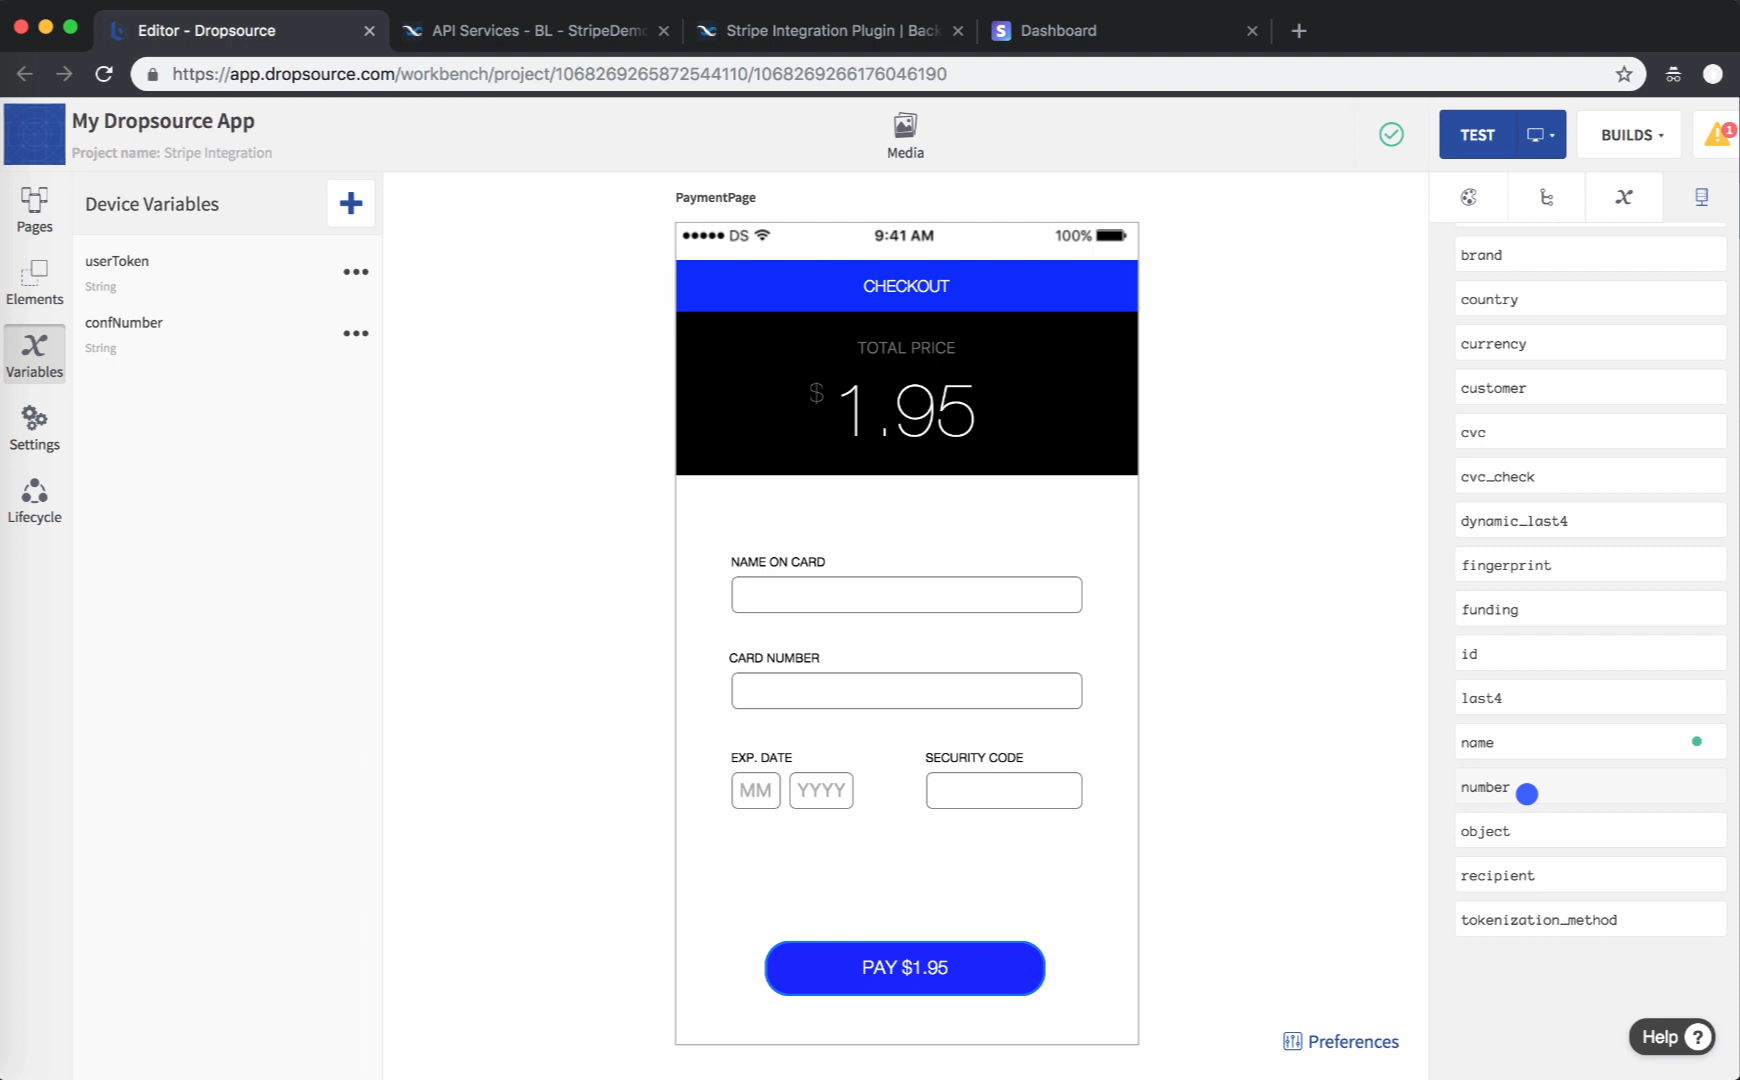 Editor - Dropsource
API Services - BL - StripeDemo
Stripe Integration Plugin | Back
S Dashboard
https://app.dropsource.com/workbench/project/1068269265872544110/1068269266176046190
My Dropsource App
Project name: Stripe Integration
Media
TEST
BUILDS
1
Pages
Elements
Variables
Settings
Lifecycle
Device Variables
userToken
String
confNumber
String
PaymentPage
DS
9:41 AM
100%
CHECKOUT
TOTAL PRICE
$ 1.95
NAME ON CARD
CARD NUMBER
EXP. DATE
SECURITY CODE
MM
YYYY
PAY $1.95
Preferences
brand
country
currency
customer
cvc
cvc_check
dynamic_last4
fingerprint
funding
id
last4
name
number
object
recipient
tokenization_method
Help ?